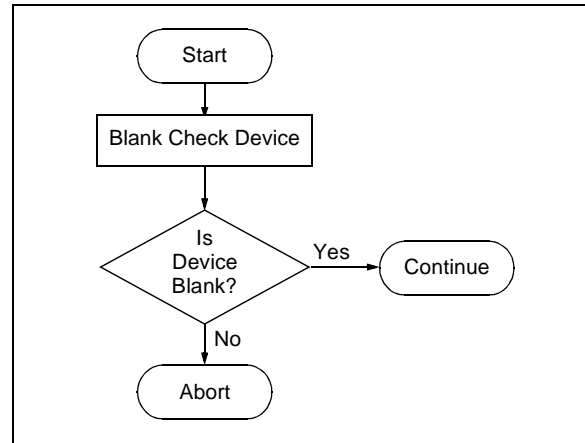 Start
Blank Check Device
Is
Device
Blank?
Yes
Continue
No
Abort